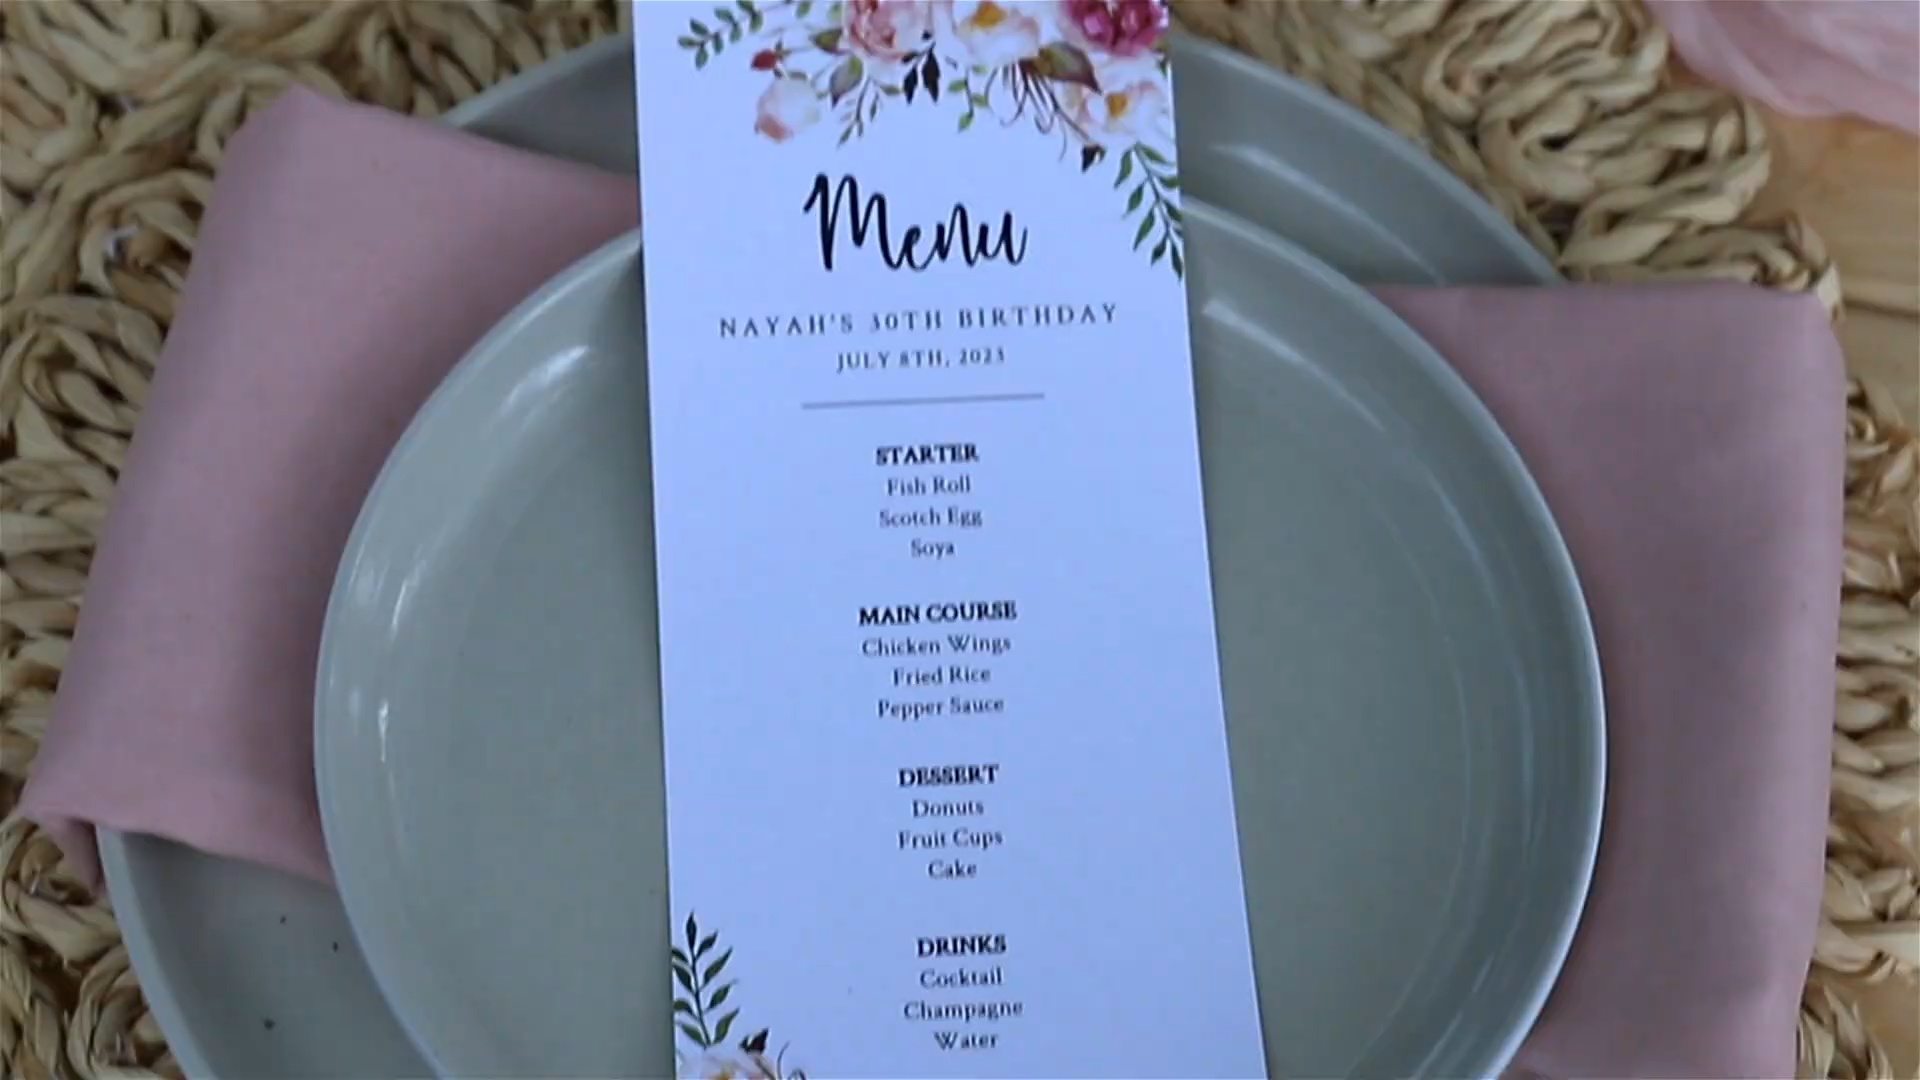 Menu
NAYAH'S 30TH BIRTHDAY
JULY 8TH, 2023
STARTER
Fish Roll
Scotch Egg
Soya
MAIN COURSE
Chicken Wings
Fried Rice
Pepper Sauce
DESSERT
Donuts
Fruit Cups
Cake
DRINKS
Cocktail
Champagne
Water